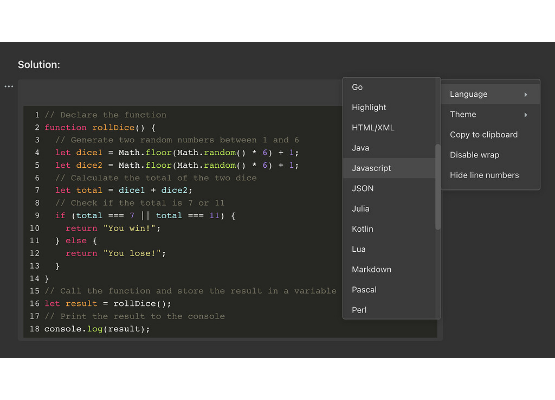 Solution:
1 // Declare the function
2 function rollDice() {
3 // Generate two random numbers between 1 and 6
4 let dice1 = Math.floor(Math.random() * 6) + 1;
5 let dice2 = Math.floor(Math.random() * 6) + 1;
6 // Calculate the total of the two dice
7 let total = dice1 + dice2;
8 // Check if the total is 7 or 11
9 if (total === 7 || total === 11) {
10 return "You win!";
11 } else {
12 return "You lose!";
13 }
14 }
15 // Call the function and store the result in a variable
16 let result = rollDice();
17 // Print the result to the console
18 console.log(result);
Go
Highlight
HTML/XML
Java
Javascript
JSON
Julia
Kotlin
Lua
Markdown
Pascal
Perl
Language
Theme
Copy to clipboard
Disable wrap
Hide line numbers